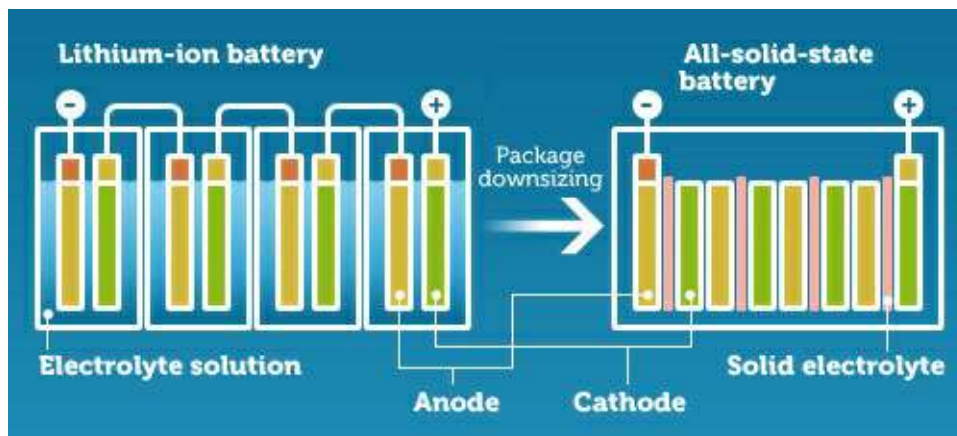 Lithium-ion battery
All-solid-state
battery
- + - +
Package
downsizing
Electrolyte solution
Solid electrolyte
Anode
Cathode